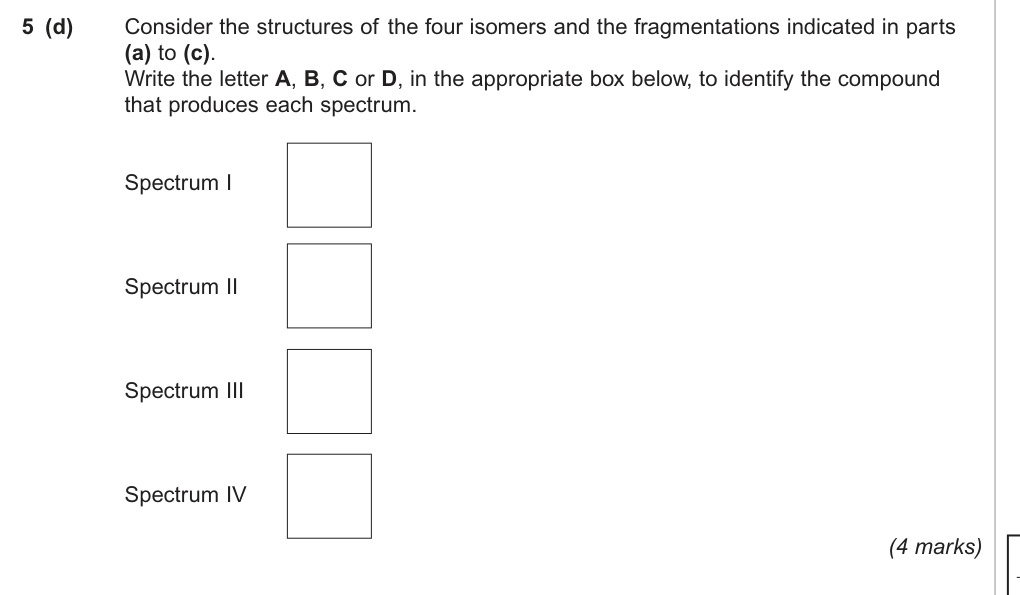 5 (d) Consider the structures of the four isomers and the fragmentations indicated in parts
(a) to (c).
Write the letter A, B, C or D, in the appropriate box below, to identify the compound
that produces each spectrum.
Spectrum I
Spectrum II
Spectrum III
Spectrum IV
(4 marks)